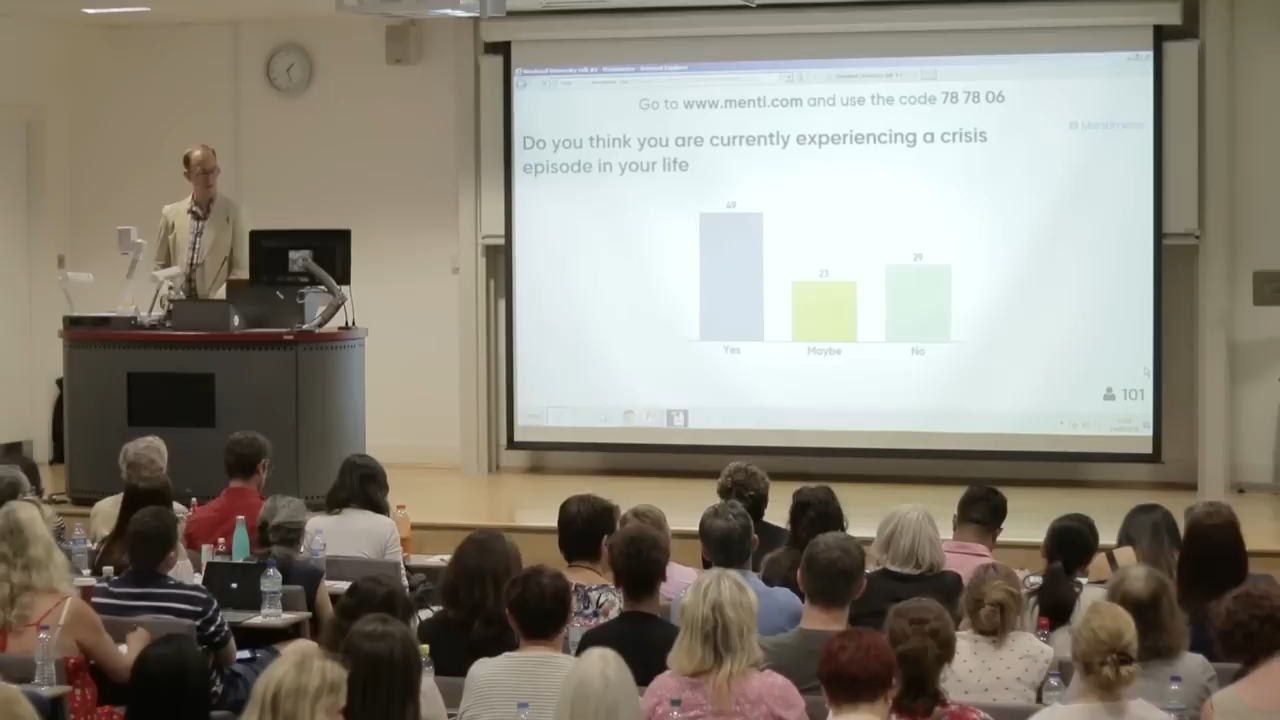 Go to www.menti.com and use the code 78 78 06
Mentimeter
Do you think you are currently experiencing a crisis
episode in your life
49
23
29
Yes
Maybe
No
101